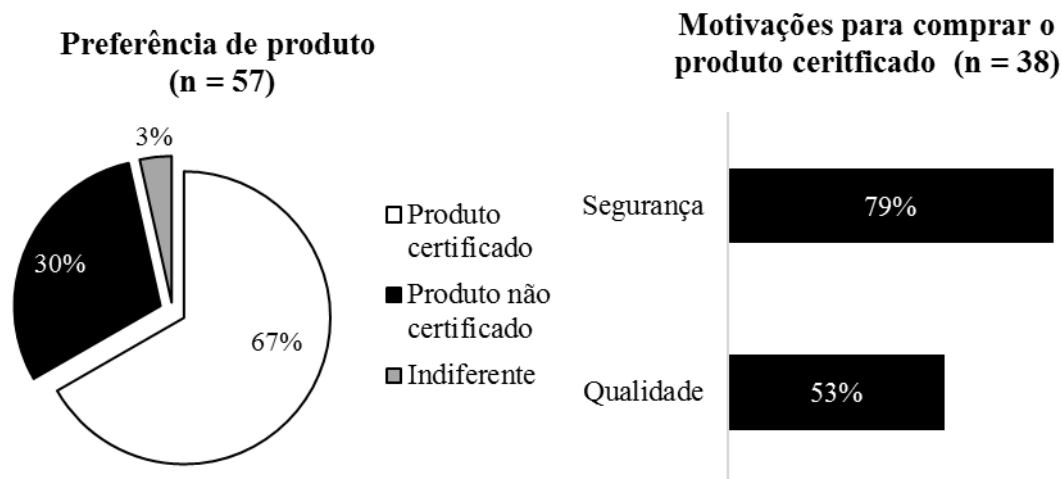 Preferência de produto
(n = 57)
3%
30%
67%
Produto
certificado
Produto não
certificado
Indiferente
Motivações para comprar o
produto ceritficado (n = 38)
Segurança
79%
Qualidade
53%